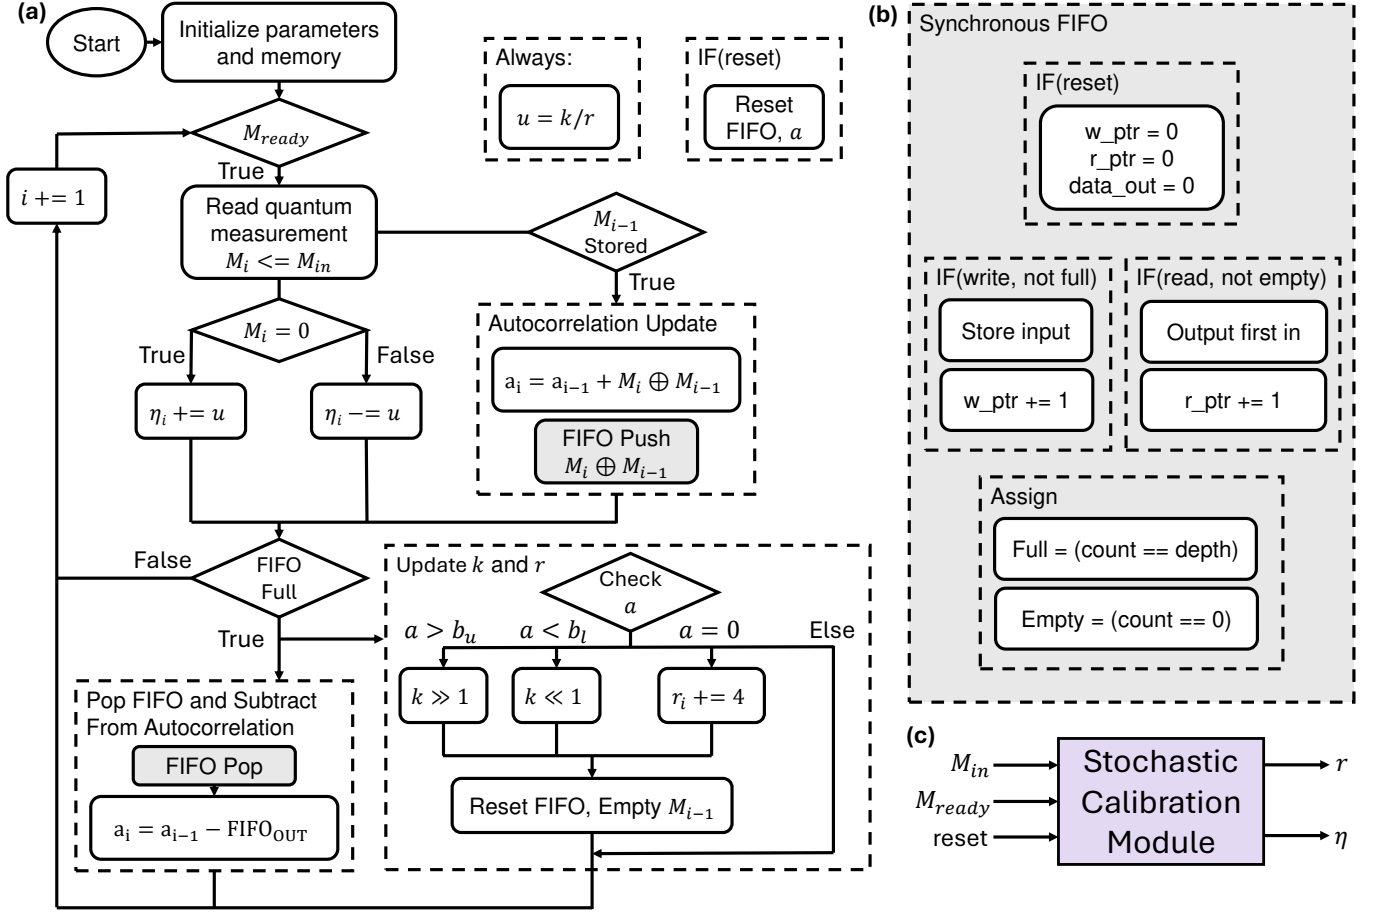 (a)
Start
Initialize parameters
and memory
Always:
u = k/r
IF(reset)
Reset
FIFO, a
M_ready
True
i += 1
Read quantum
measurement
M_i <= M_in
M_{i−1}
Stored
True
M_i = 0
True
False
η_i += u
η_i −= u
Autocorrelation Update
a_i = a_{i−1} + M_i ⊕ M_{i−1}
FIFO Push
M_i ⊕ M_{i−1}
False
FIFO
Full
True
Update k and r
Check
a
a > b_u
a < b_l
a = 0
Else
k ≫ 1
k ≪ 1
r_i += 4
Reset FIFO, Empty M_{i−1}
Pop FIFO and Subtract
From Autocorrelation
FIFO Pop
a_i = a_{i−1} − FIFO_OUT
(b)
Synchronous FIFO
IF(reset)
w_ptr = 0
r_ptr = 0
data_out = 0
IF(write, not full)
Store input
w_ptr += 1
IF(read, not empty)
Output first in
r_ptr += 1
Assign
Full = (count == depth)
Empty = (count == 0)
(c)
M_in
M_ready
reset
Stochastic
Calibration
Module
r
η